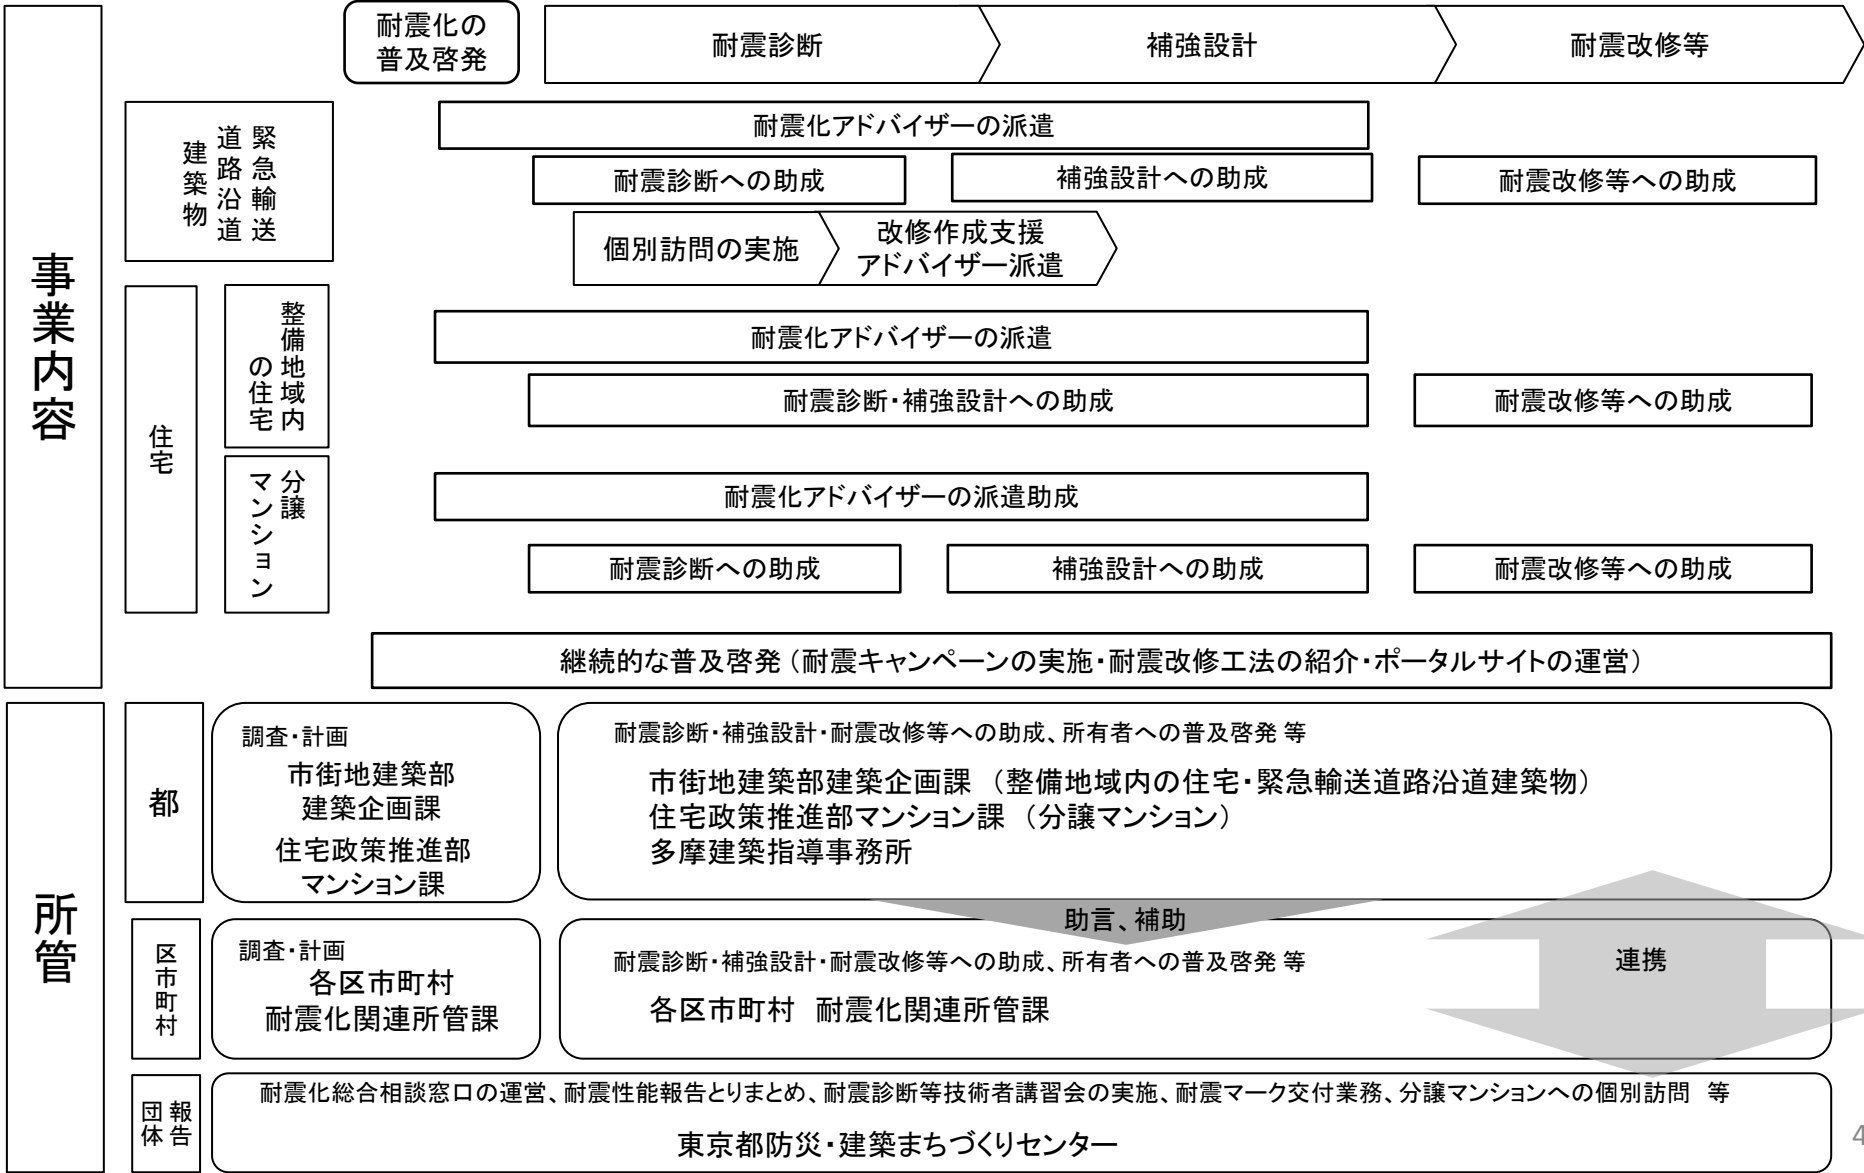 事業内容
耐震化の
普及啓発
耐震診断
補強設計
耐震改修等
緊急輸送
道路沿道
建築物
耐震化アドバイザーの派遣
耐震診断への助成
補強設計への助成
耐震改修等への助成
個別訪問の実施
改修作成支援
アドバイザー派遣
住宅
整備地域内
の住宅
耐震化アドバイザーの派遣
耐震診断・補強設計への助成
耐震改修等への助成
分譲
マンション
耐震化アドバイザーの派遣助成
耐震診断への助成
補強設計への助成
耐震改修等への助成
継続的な普及啓発(耐震キャンペーンの実施・耐震改修工法の紹介・ポータルサイトの運営)
所管
都
調査・計画
市街地建築部
建築企画課
住宅政策推進部
マンション課
耐震診断・補強設計・耐震改修等への助成、所有者への普及啓発 等
市街地建築部建築企画課 (整備地域内の住宅・緊急輸送道路沿道建築物)
住宅政策推進部マンション課 (分譲マンション)
多摩建築指導事務所
助言、補助
連携
区市町村
調査・計画
各区市町村
耐震化関連所管課
耐震診断・補強設計・耐震改修等への助成、所有者への普及啓発 等
各区市町村 耐震化関連所管課
報告
団体
耐震化総合相談窓口の運営、耐震性能報告とりまとめ、耐震診断等技術者講習会の実施、耐震マーク交付業務、分譲マンションへの個別訪問 等
東京都防災・建築まちづくりセンター
4